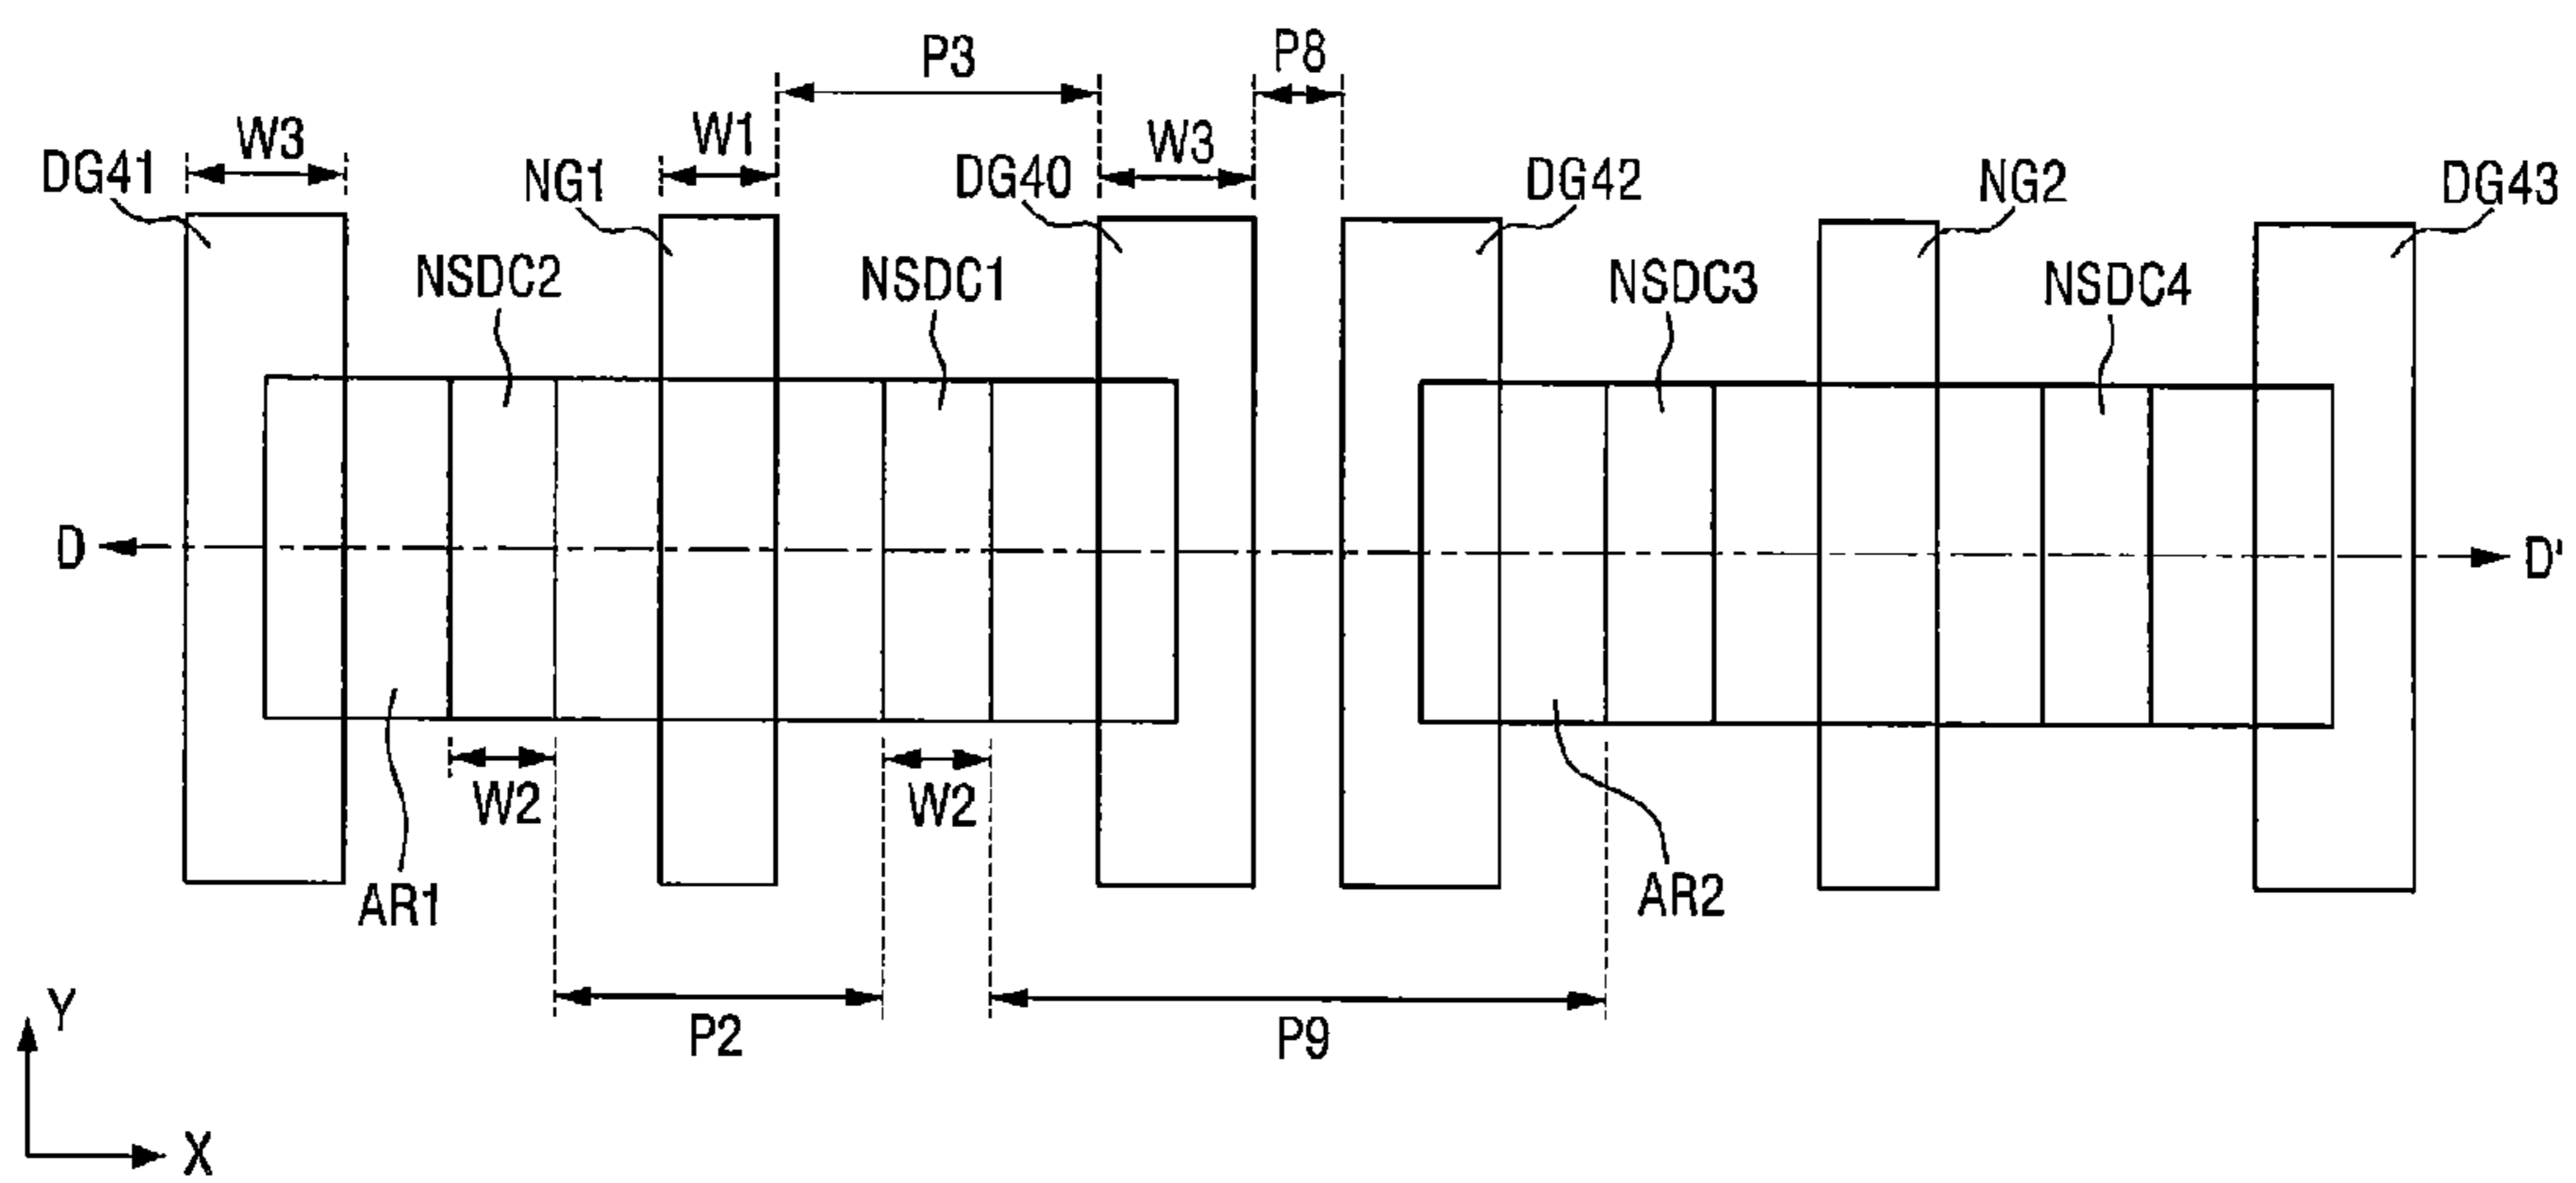 P3 P8
W3 W1 W3
DG41 NG1 DG40 DG42 NG2 DG43
NSDC2 NSDC1 NSDC3 NSDC4
D D'
W2 W2
AR1 AR2
P2 P9
Y
X